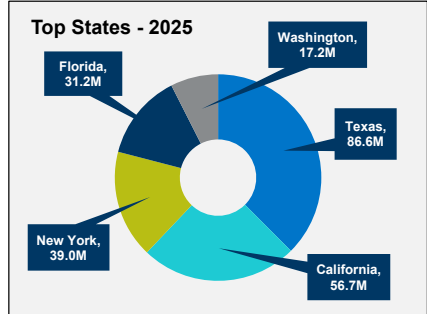 Top States - 2025
Washington,
17.2M
Florida,
31.2M
Texas,
86.6M
New York,
39.0M
California,
56.7M